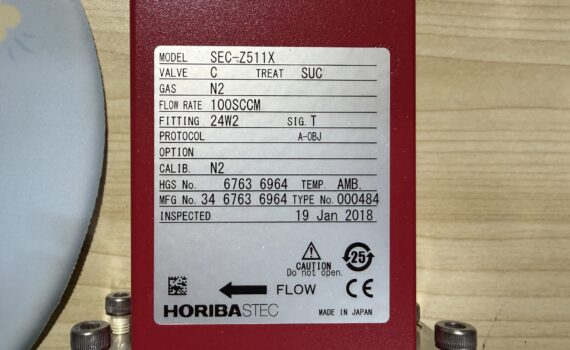 MODEL SEC-Z511X
VALVE C TREAT SUC
GAS N2
FLOW RATE 100SCCM
FITTING 24W2 SIG. T
PROTOCOL A-OBJ
OPTION
CALIB. N2
HGS No. 6763 6964 TEMP. AMB.
MFG No. 34 6763 6964 TYPE No. 000484
INSPECTED 19 Jan 2018
25
CAUTION
Do not open.
FLOW CE
HORIBASTEC MADE IN JAPAN